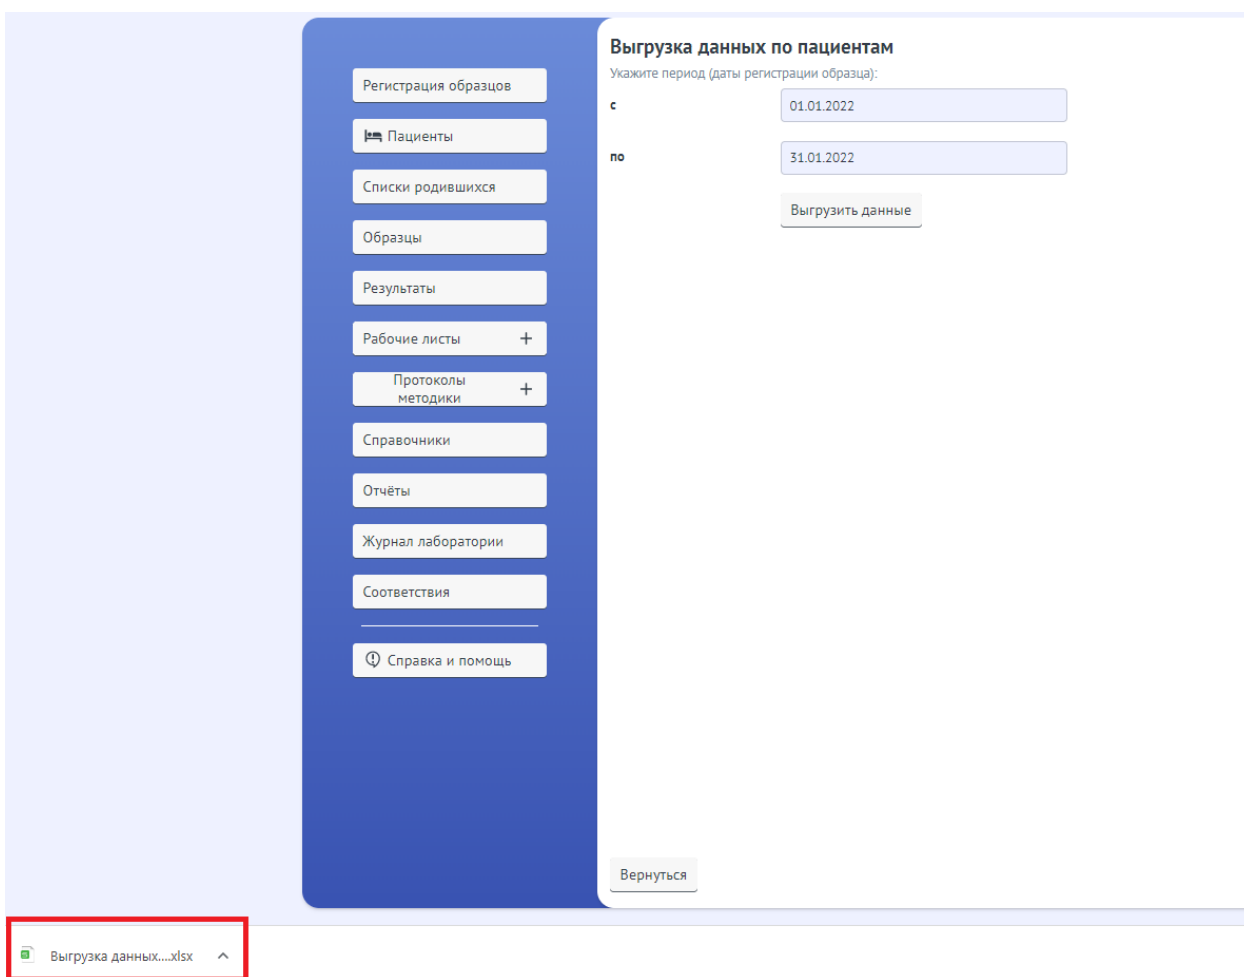 Регистрация образцов
Пациенты
Списки родившихся
Образцы
Результаты
Рабочие листы +
Протоколы
методики +
Справочники
Отчёты
Журнал лаборатории
Соответствия
Справка и помощь
Выгрузка данных по пациентам
Укажите период (даты регистрации образца):
с 01.01.2022
по 31.01.2022
Выгрузить данные
Вернуться
Выгрузка данных....xlsx